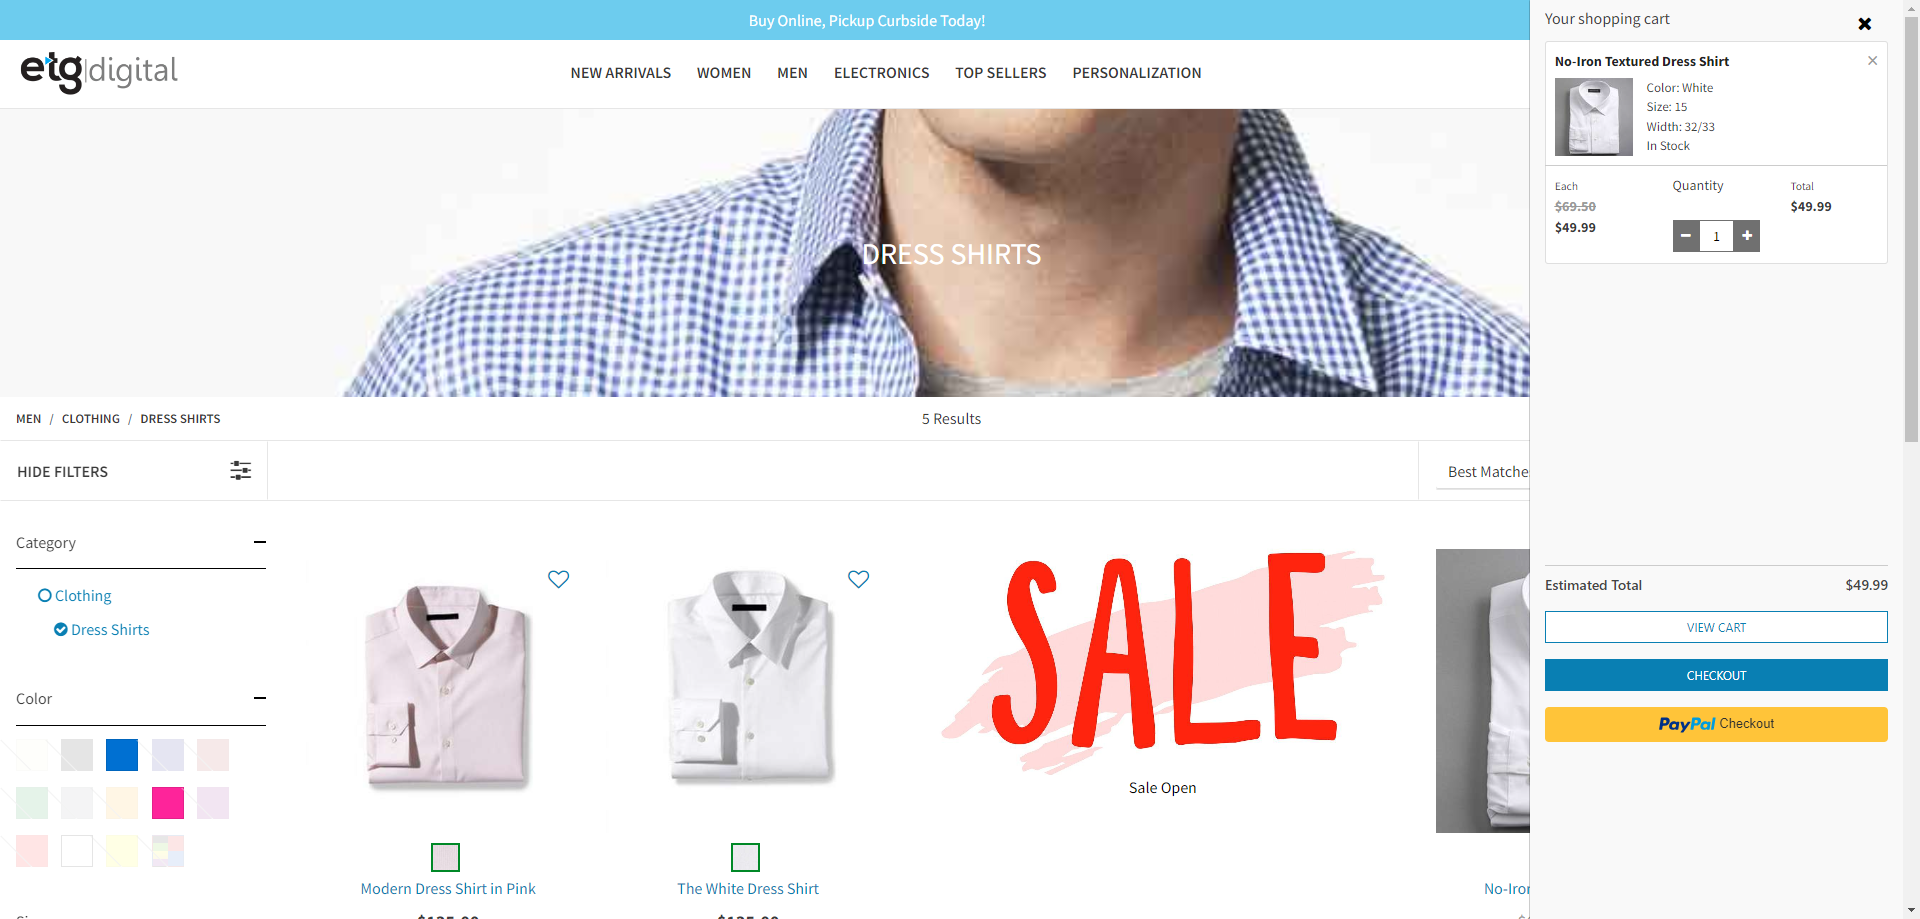 Buy Online, Pickup Curbside Today!
etg|digital
NEW ARRIVALS WOMEN MEN ELECTRONICS TOP SELLERS PERSONALIZATION
DRESS SHIRTS
MEN / CLOTHING / DRESS SHIRTS
5 Results
HIDE FILTERS
Best Matche
Category
Clothing
Dress Shirts
Color
SALE
Sale Open
Modern Dress Shirt in Pink
The White Dress Shirt
No-Iron
Your shopping cart
No-Iron Textured Dress Shirt
Color: White
Size: 15
Width: 32/33
In Stock
Each Quantity Total
$69.50 $49.99
$49.99
1
Estimated Total $49.99
VIEW CART
CHECKOUT
PayPal Checkout